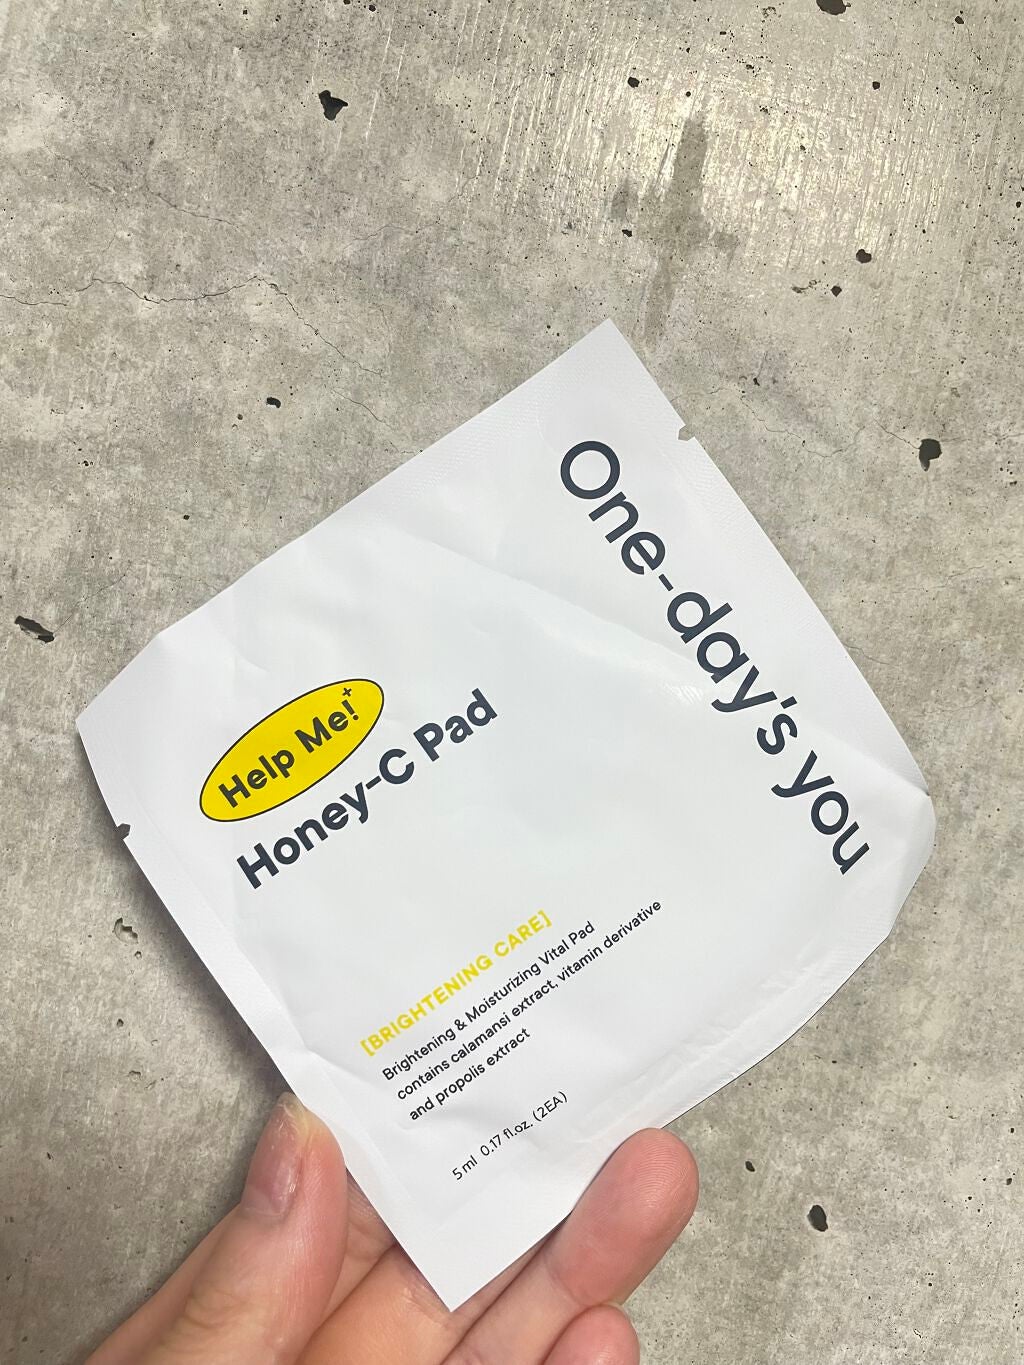 One-day's you
Help Me!+
Honey-C Pad
[BRIGHTENING CARE]
Brightening & Moisturizing Vital Pad
contains calamansi extract, vitamin derivative
and propolis extract
5 ml 0.17 fl.oz. (2EA)